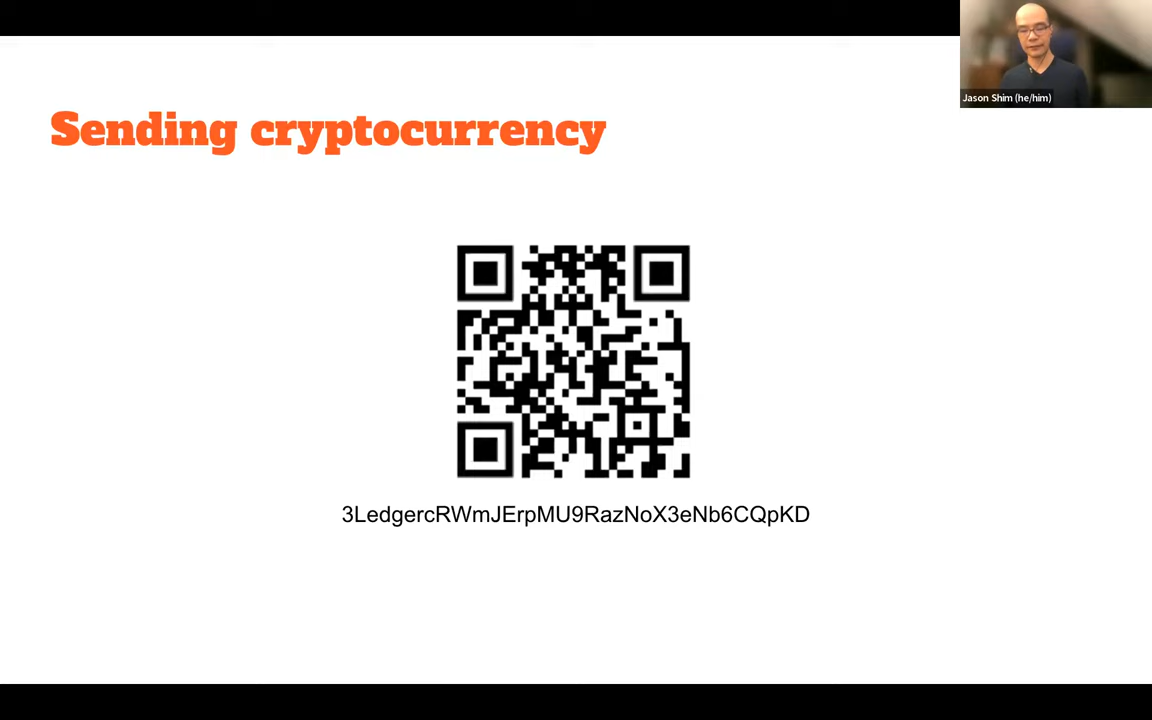 Jason Shim (he/him)
Sending cryptocurrency
3LedgercRWmJErpMU9RazNoX3eNb6CQpKD